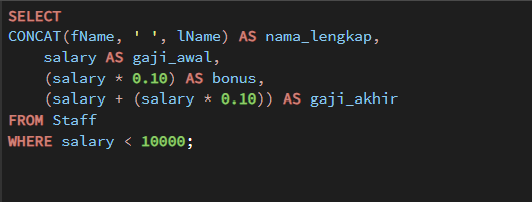 SELECT
CONCAT(fName, ' ', lName) AS nama_lengkap,
    salary AS gaji_awal,
    (salary * 0.10) AS bonus,
    (salary + (salary * 0.10)) AS gaji_akhir
FROM Staff
WHERE salary < 10000;